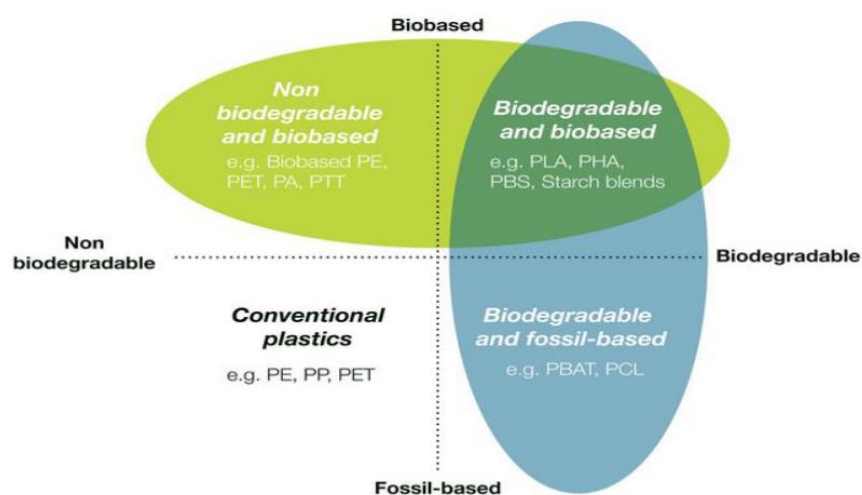 Biobased
Non
biodegradable
and biobased
e.g. Biobased PE,
PET, PA, PTT
Biodegradable
and biobased
e.g. PLA, PHA,
PBS, Starch blends
Non
biodegradable
Biodegradable
Conventional
plastics
e.g. PE, PP, PET
Biodegradable
and fossil-based
e.g. PBAT, PCL
Fossil-based